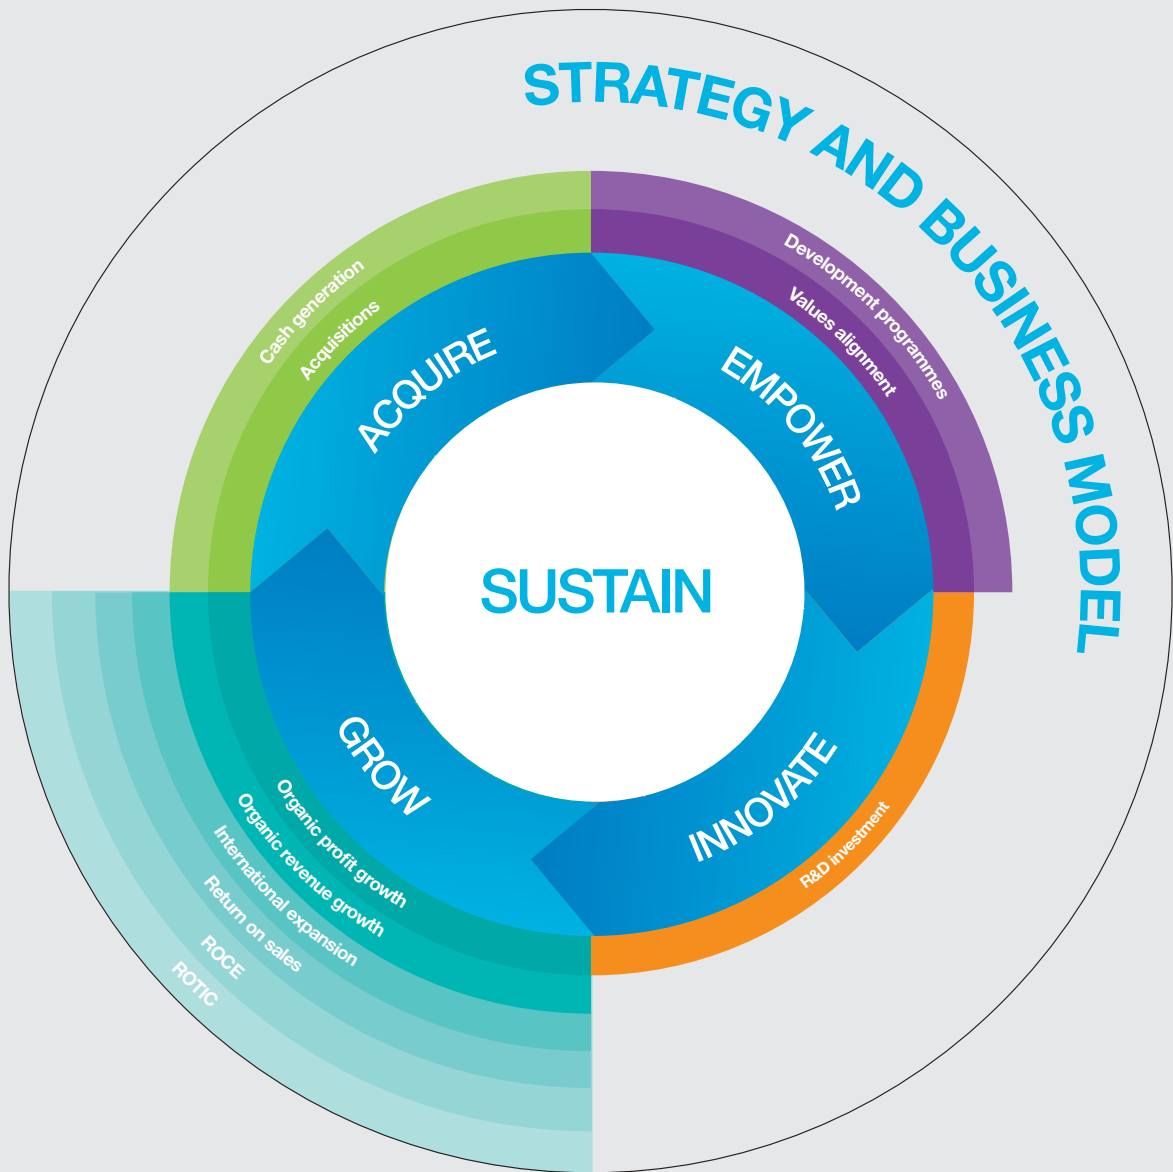 STRATEGY AND BUSINESS MODEL
Cash generation
Acquisitions
ACQUIRE
Development programmes
Values alignment
EMPOWER
SUSTAIN
GROW
Organic profit growth
Organic revenue growth
International expansion
Return on sales
ROCE
ROTIC
INNOVATE
R&D investment